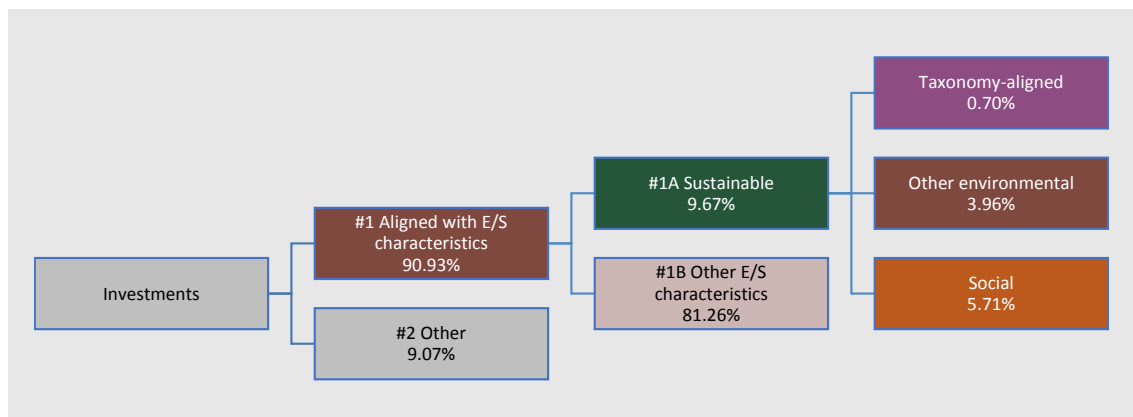 Investments
#1 Aligned with E/S
characteristics
90.93%
#2 Other
9.07%
#1A Sustainable
9.67%
#1B Other E/S
characteristics
81.26%
Taxonomy-aligned
0.70%
Other environmental
3.96%
Social
5.71%